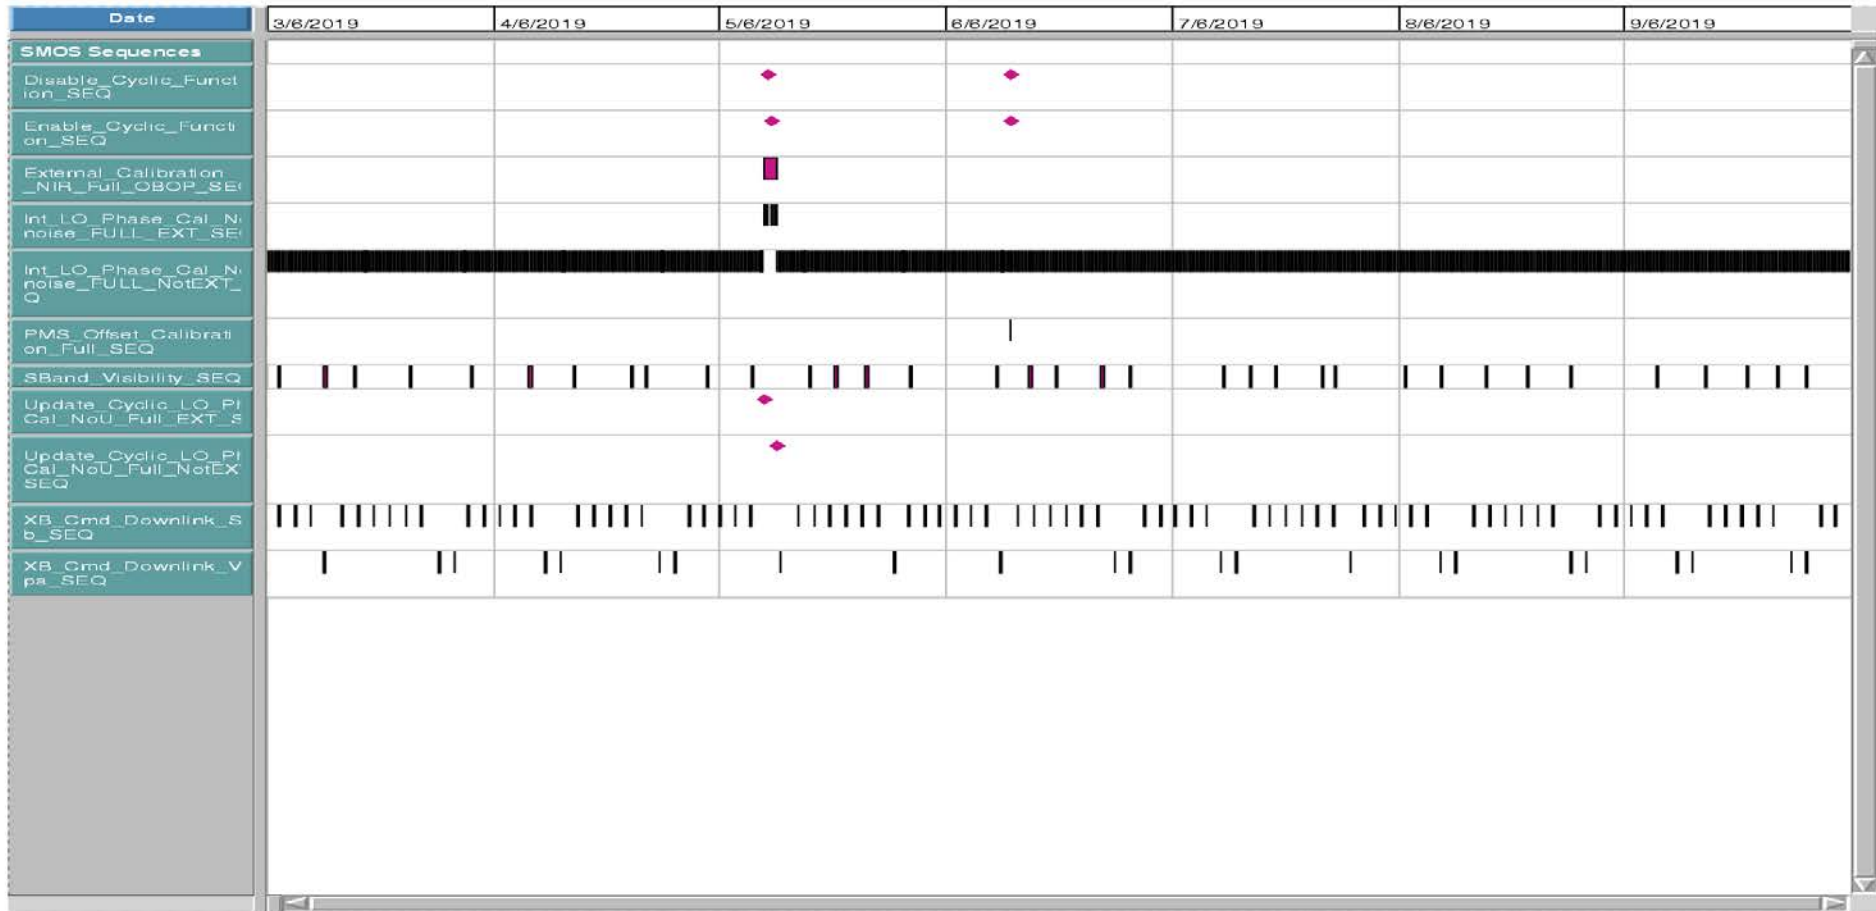 Date
3/6/2019 4/6/2019 5/6/2019 6/6/2019 7/6/2019 8/6/2019 9/6/2019
SMOS Sequences
Disable_Cyclic_Funct
ion_SEQ
Enable_Cyclic_Functi
on_SEQ
External_Calibration
_NIR_Full_OBOP_SE
Int_LO_Phase_Cal_N
noise_FULL_EXT_SE
Int_LO_Phase_Cal_N
noise_FULL_NotEXT_
Q
PMS_Offset_Calibrati
on_Full_SEQ
SBand_Visibility_SEQ
Update_Cyclic_LO_P
Cal_NoU_Full_EXT_S
Update_Cyclic_LO_P
Cal_NoU_Full_NotEX
SEQ
XB_Cmd_Downlink_S
b_SEQ
XB_Cmd_Downlink_V
pa_SEQ